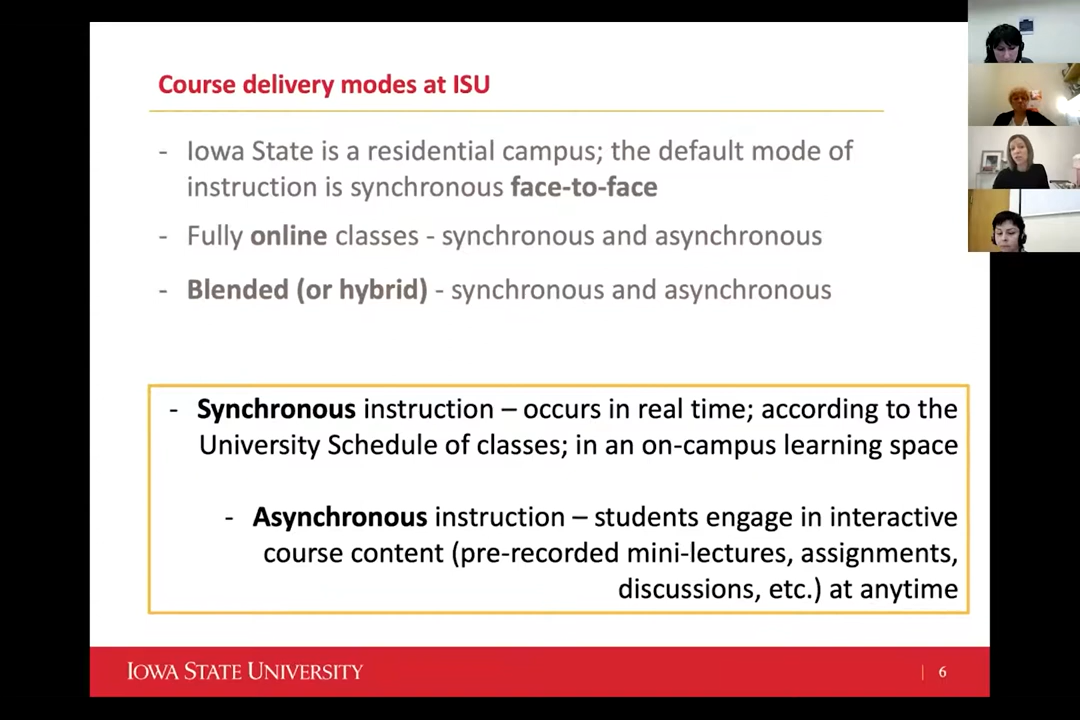 Course delivery modes at ISU
- Iowa State is a residential campus; the default mode of
instruction is synchronous face-to-face
- Fully online classes - synchronous and asynchronous
- Blended (or hybrid) - synchronous and asynchronous
- Synchronous instruction – occurs in real time; according to the
University Schedule of classes; in an on-campus learning space
- Asynchronous instruction – students engage in interactive
course content (pre-recorded mini-lectures, assignments,
discussions, etc.) at anytime
IOWA STATE UNIVERSITY
| 6